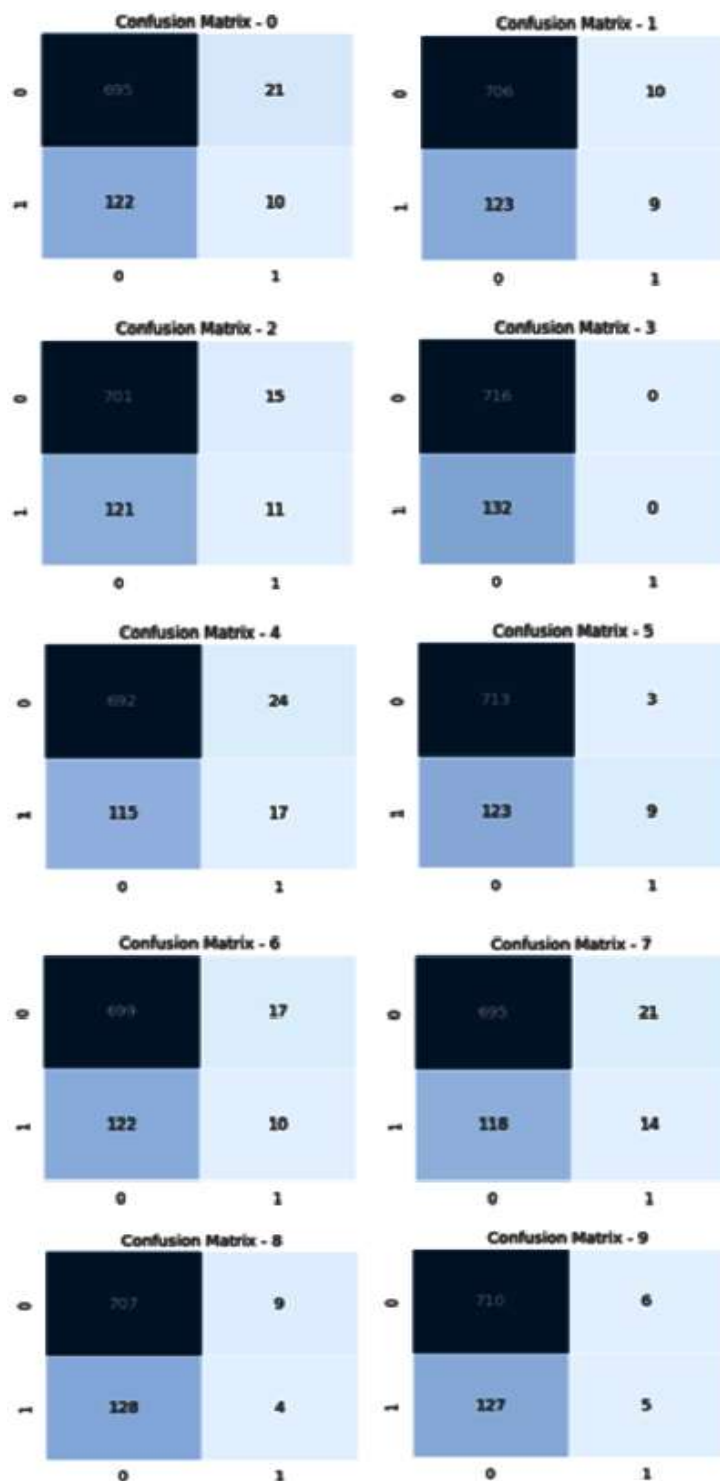 Confusion Matrix - 0
0 695 21
1 122 10
0 1
Confusion Matrix - 1
0 706 10
1 123 9
0 1
Confusion Matrix - 2
0 701 15
1 121 11
0 1
Confusion Matrix - 3
0 716 0
1 132 0
0 1
Confusion Matrix - 4
0 692 24
1 115 17
0 1
Confusion Matrix - 5
0 713 3
1 123 9
0 1
Confusion Matrix - 6
0 699 17
1 122 10
0 1
Confusion Matrix - 7
0 695 21
1 118 14
0 1
Confusion Matrix - 8
0 707 9
1 128 4
0 1
Confusion Matrix - 9
0 710 6
1 127 5
0 1